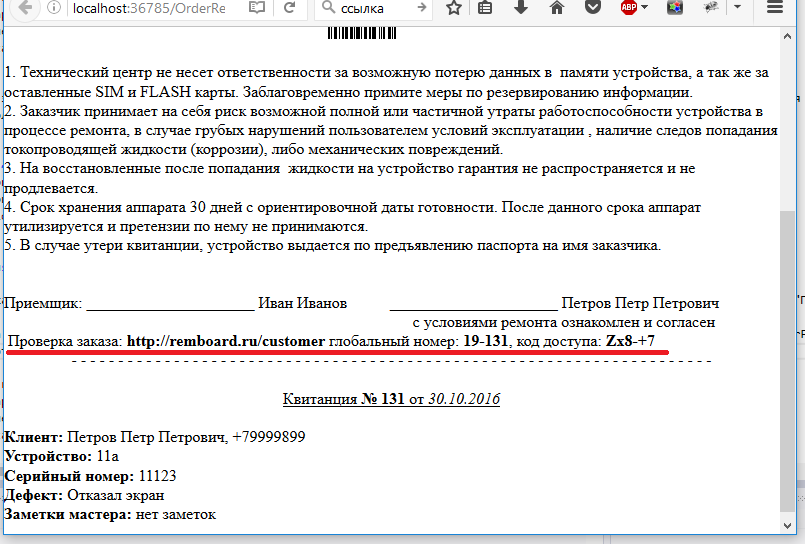 localhost:36785/OrderRe
ссылка
ABP
1. Технический центр не несет ответственности за возможную потерю данных в памяти устройства, а так же за
оставленные SIM и FLASH карты. Заблаговременно примите меры по резервированию информации.
2. Заказчик принимает на себя риск возможной полной или частичной утраты работоспособности устройства в
процессе ремонта, в случае грубых нарушений пользователем условий эксплуатации , наличие следов попадания
токопроводящей жидкости (коррозии), либо механических повреждений.
3. На восстановленные после попадания жидкости на устройство гарантия не распространяется и не
продлевается.
4. Срок хранения аппарата 30 дней с ориентировочной даты готовности. После данного срока аппарат
утилизируется и претензии по нему не принимаются.
5. В случае утери квитанции, устройство выдается по предъявлению паспорта на имя заказчика.
Приемщик: _____________________ Иван Иванов _____________________ Петров Петр Петрович
с условиями ремонта ознакомлен и согласен
Проверка заказа: http://remboard.ru/customer глобальный номер: 19-131, код доступа: Zx8-+7
Квитанция № 131 от 30.10.2016
Клиент: Петров Петр Петрович, +79999899
Устройство: 11а
Серийный номер: 11123
Дефект: Отказал экран
Заметки мастера: нет заметок